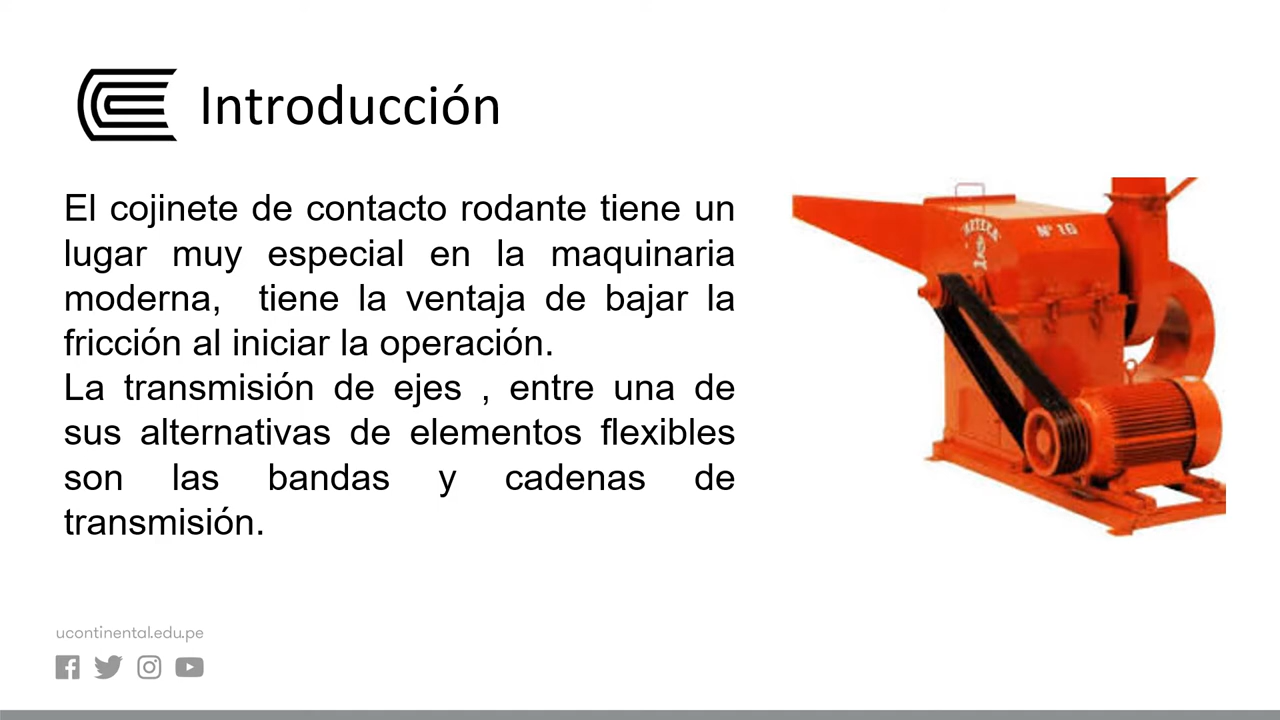 Introducción
El cojinete de contacto rodante tiene un
lugar muy especial en la maquinaria
moderna,  tiene la ventaja de bajar la
fricción al iniciar la operación.
La transmisión de ejes , entre una de
sus alternativas de elementos flexibles
son las bandas y cadenas de
transmisión.
Nº 16
ucontinental.edu.pe